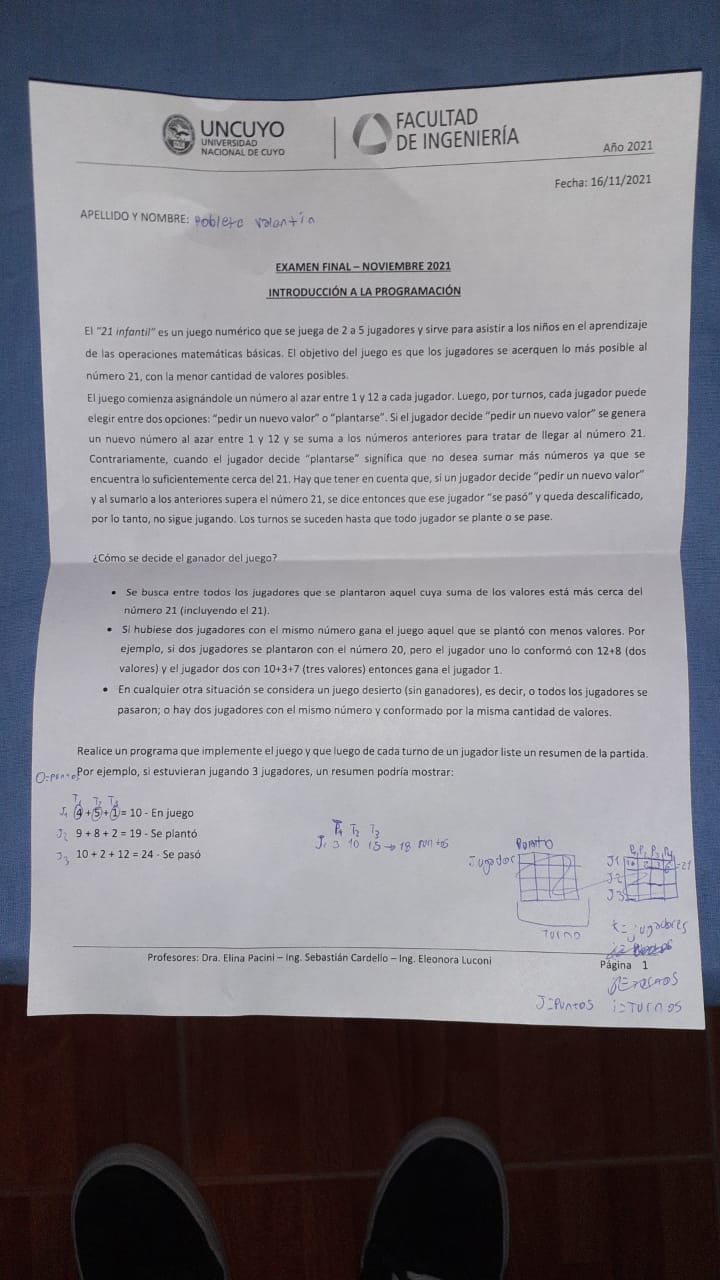 UNCUYO
UNIVERSIDAD
NACIONAL DE CUYO
FACULTAD
DE INGENIERÍA
Año 2021
Fecha: 16/11/2021
APELLIDO Y NOMBRE: Poblete Valentín
EXAMEN FINAL – NOVIEMBRE 2021
INTRODUCCIÓN A LA PROGRAMACIÓN
El "21 infantil" es un juego numérico que se juega de 2 a 5 jugadores y sirve para asistir a los niños en el aprendizaje
de las operaciones matemáticas básicas. El objetivo del juego es que los jugadores se acerquen lo más posible al
número 21, con la menor cantidad de valores posibles.
El juego comienza asignándole un número al azar entre 1 y 12 a cada jugador. Luego, por turnos, cada jugador puede
elegir entre dos opciones: "pedir un nuevo valor" o "plantarse". Si el jugador decide "pedir un nuevo valor" se genera
un nuevo número al azar entre 1 y 12 y se suma a los números anteriores para tratar de llegar al número 21.
Contrariamente, cuando el jugador decide "plantarse" significa que no desea sumar más números ya que se
encuentra lo suficientemente cerca del 21. Hay que tener en cuenta que, si un jugador decide "pedir un nuevo valor"
y al sumarlo a los anteriores supera el número 21, se dice entonces que ese jugador "se pasó" y queda descalificado,
por lo tanto, no sigue jugando. Los turnos se suceden hasta que todo jugador se plante o se pase.
¿Cómo se decide el ganador del juego?
• Se busca entre todos los jugadores que se plantaron aquel cuya suma de los valores está más cerca del
número 21 (incluyendo el 21).
• Si hubiese dos jugadores con el mismo número gana el juego aquel que se plantó con menos valores. Por
ejemplo, si dos jugadores se plantaron con el número 20, pero el jugador uno lo conformó con 12+8 (dos
valores) y el jugador dos con 10+3+7 (tres valores) entonces gana el jugador 1.
• En cualquier otra situación se considera un juego desierto (sin ganadores), es decir, o todos los jugadores se
pasaron; o hay dos jugadores con el mismo número y conformado por la misma cantidad de valores.
Realice un programa que implemente el juego y que luego de cada turno de un jugador liste un resumen de la partida.
Por ejemplo, si estuvieran jugando 3 jugadores, un resumen podría mostrar:
T1 T2 T3
J1 4 + 5 + 1 = 10 - En juego
J2 9 + 8 + 2 = 19 - Se plantó
J3 10 + 2 + 12 = 24 - Se pasó
T2 T3
J1 3 10 15 → 18 puntos
Punto
Jugador
Turno
J1 =21
J2
J3
k=jugadores
J=Puntos i=Turnos
Profesores: Dra. Elina Pacini – Ing. Sebastián Cardello – Ing. Eleonora Luconi
Página 1